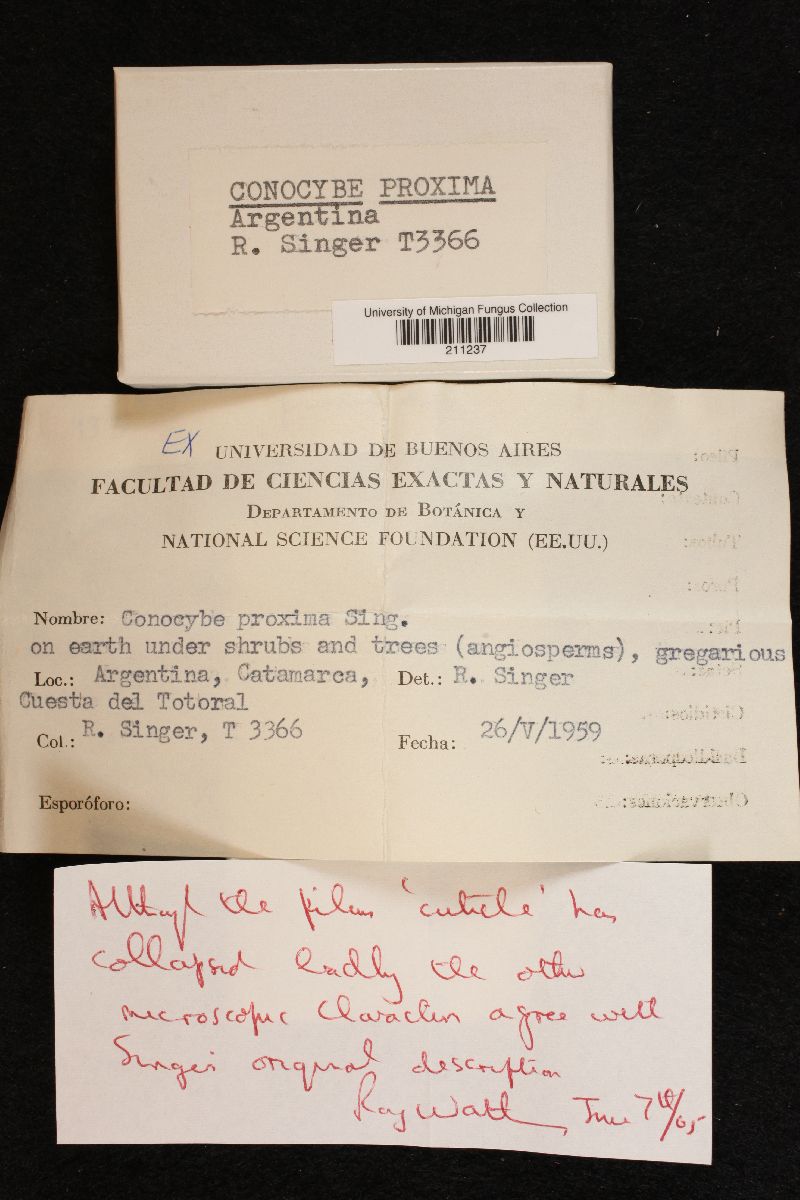 CONOCYBE PROXIMA
Argentina
R. Singer T3366
University of Michigan Fungus Collection
211237
EX
UNIVERSIDAD DE BUENOS AIRES
FACULTAD DE CIENCIAS EXACTAS Y NATURALES
DEPARTAMENTO DE BOTÁNICA Y
NATIONAL SCIENCE FOUNDATION (EE.UU.)
Nombre: Conocybe proxima Sing.
on earth under shrubs and trees (angiosperms), gregarious
Loc.: Argentina, Catamarca, Det.: R. Singer
Cuesta del Totoral
Col.: R. Singer, T 3366 Fecha: 26/V/1959
Esporóforo:
Although the pileus 'cuticle' has
collapsed badly the other
microscopic characters agree well
Singer's original description
Roy Watl June 7th/05